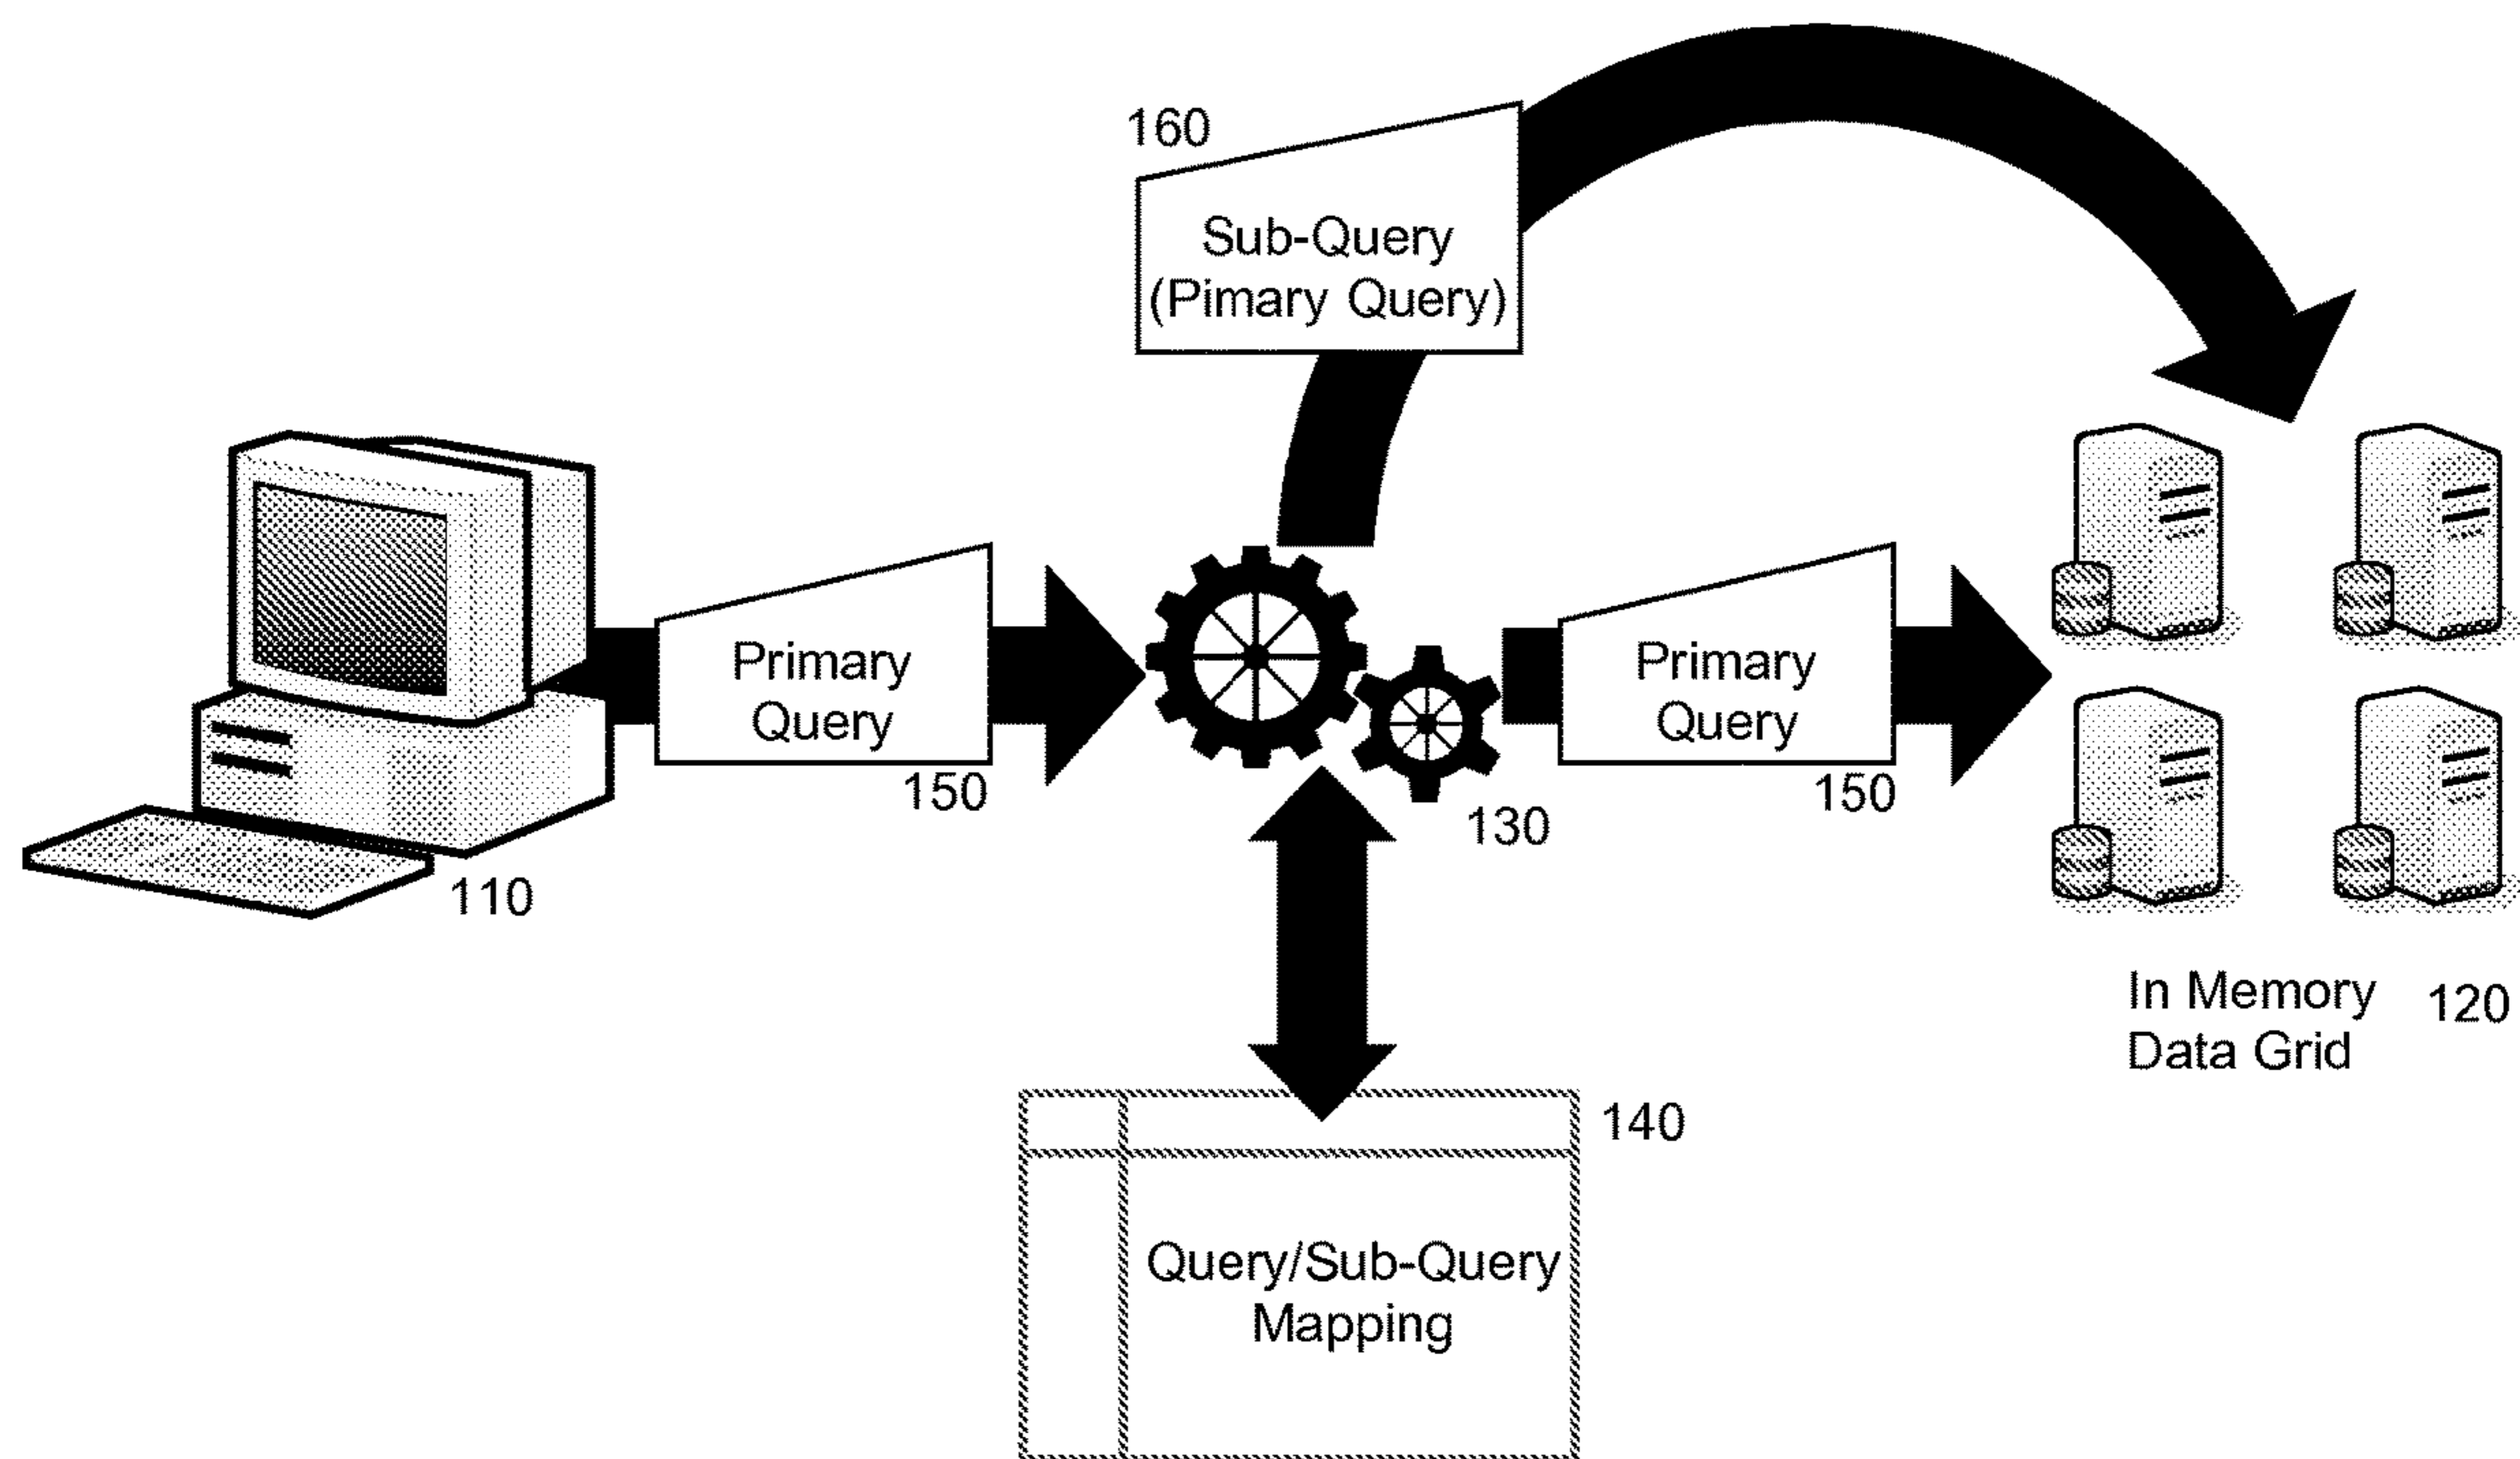 160
Sub-Query
(Pimary Query)
Primary
Query
150
130
Primary
Query
150
110
In Memory
Data Grid
120
140
Query/Sub-Query
Mapping